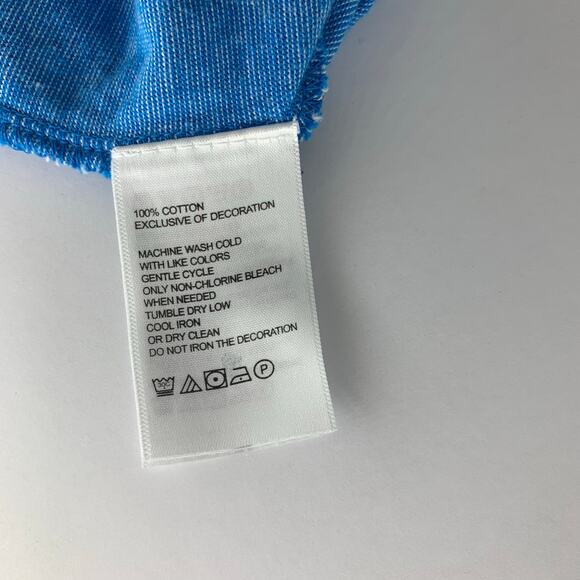 100% COTTON
EXCLUSIVE OF DECORATION
MACHINE WASH COLD
WITH LIKE COLORS
GENTLE CYCLE
ONLY NON-CHLORINE BLEACH
WHEN NEEDED
TUMBLE DRY LOW
COOL IRON
OR DRY CLEAN
DO NOT IRON THE DECORATION
P